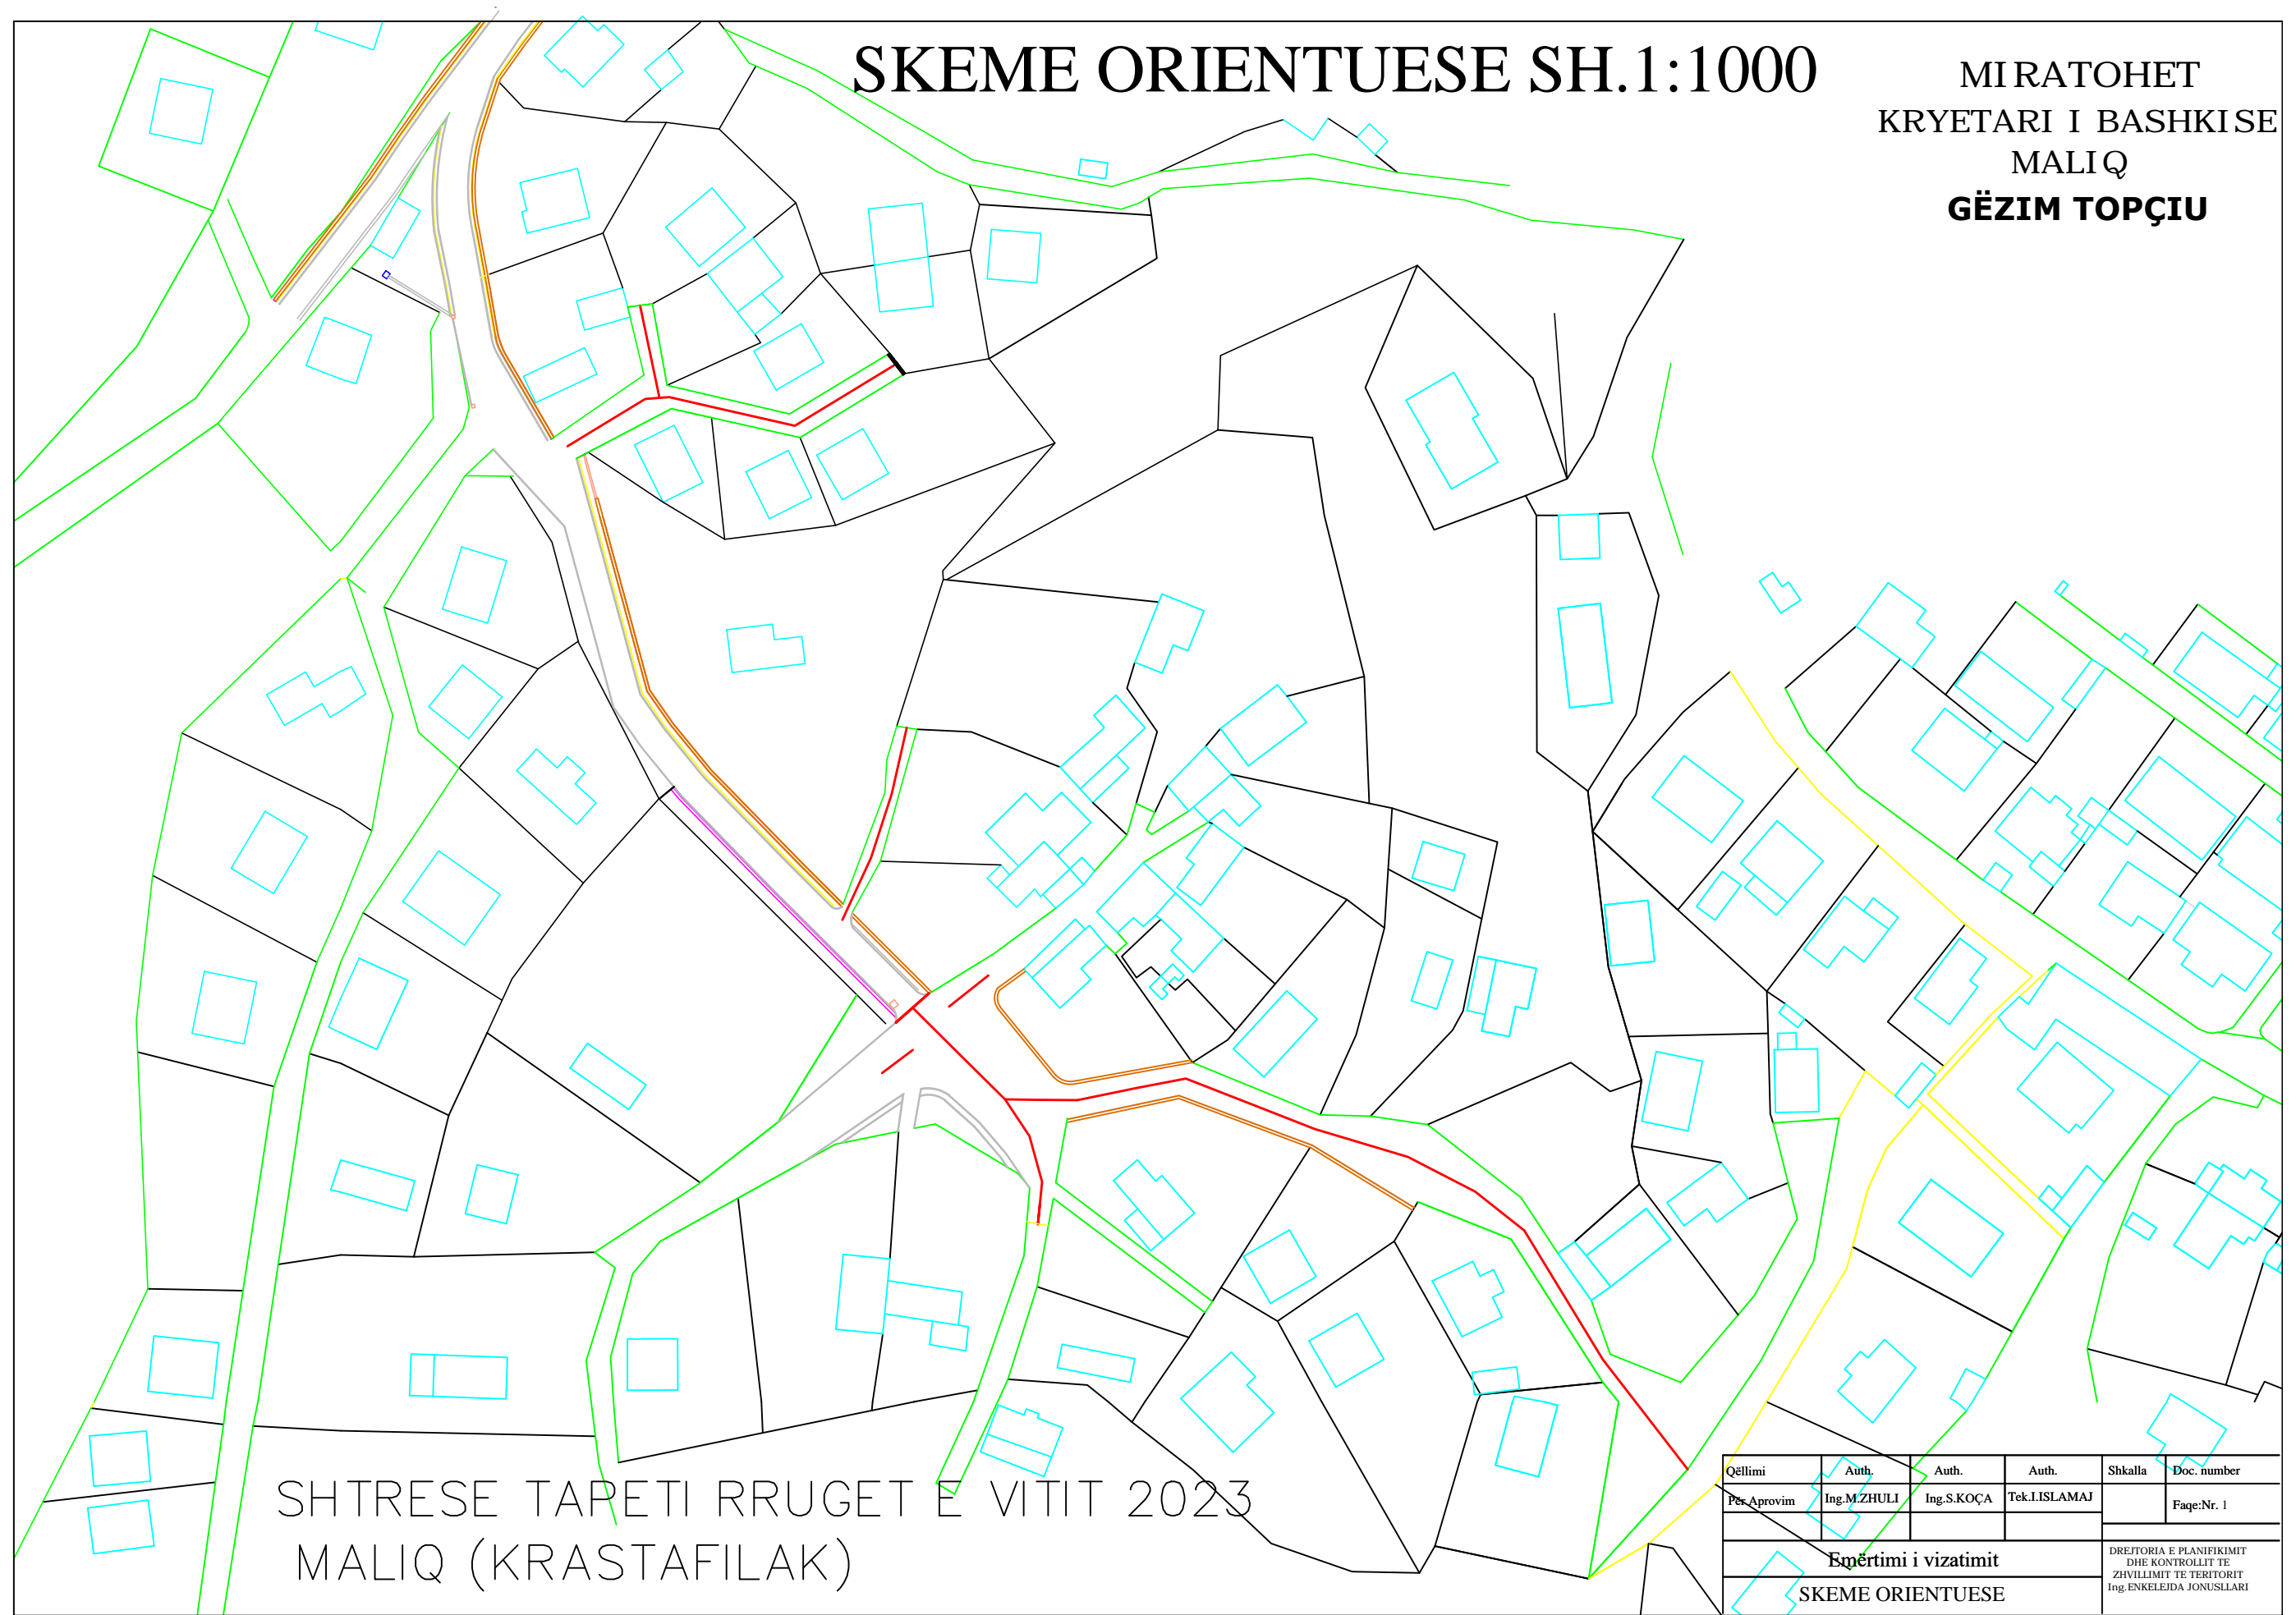 SKEME ORIENTUESE SH.1:1000
MIRATOHET
KRYETARI I BASHKISE
MALIQ
GËZIM TOPÇIU
SHTRESE TAPETI RRUGET E VITIT 2023
MALIQ (KRASTAFILAK)
Qëllimi Auth. Auth. Auth. Shkalla Doc. number
Për Aprovim Ing.M.ZHULI Ing.S.KOÇA Tek.I.ISLAMAJ Faqe:Nr. 1
Emërtimi i vizatimit
SKEME ORIENTUESE
DREJTORIA E PLANIFIKIMIT
DHE KONTROLLIT TE
ZHVILLIMIT TE TERITORIT
Ing.ENKELEJDA JONUSLLARI